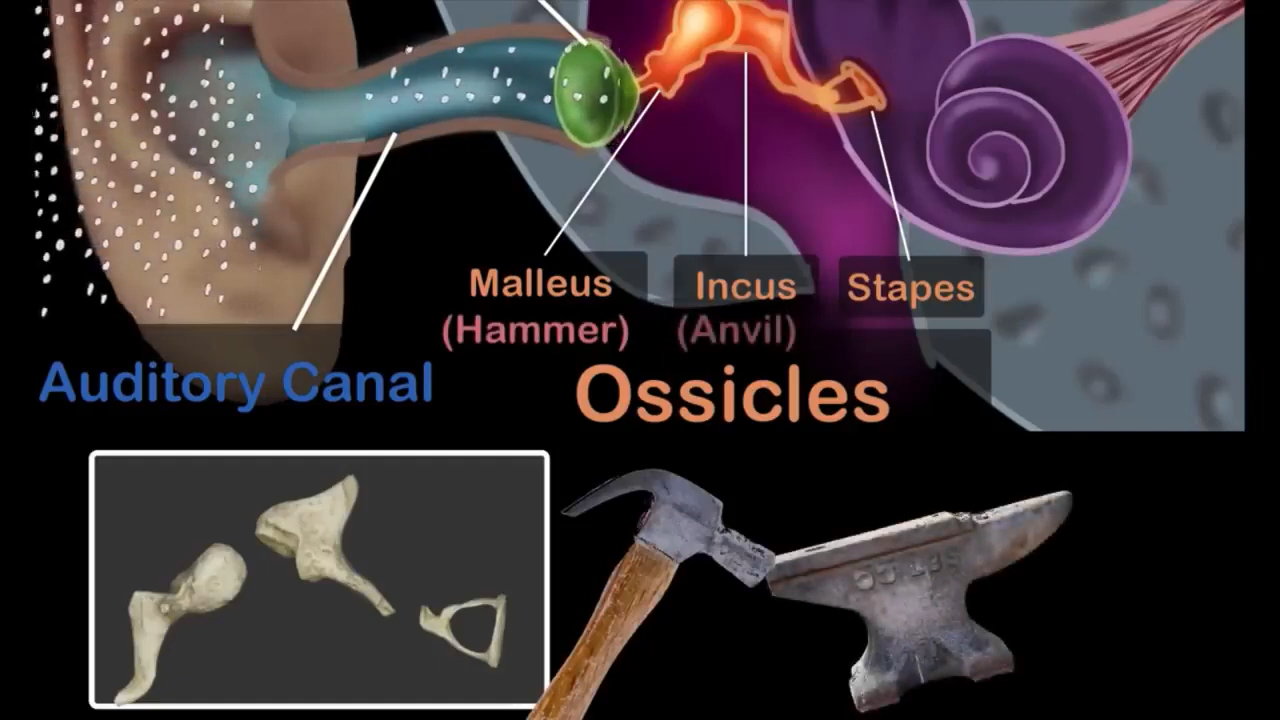 Malleus
(Hammer)
Incus
(Anvil)
Stapes
Auditory Canal
Ossicles